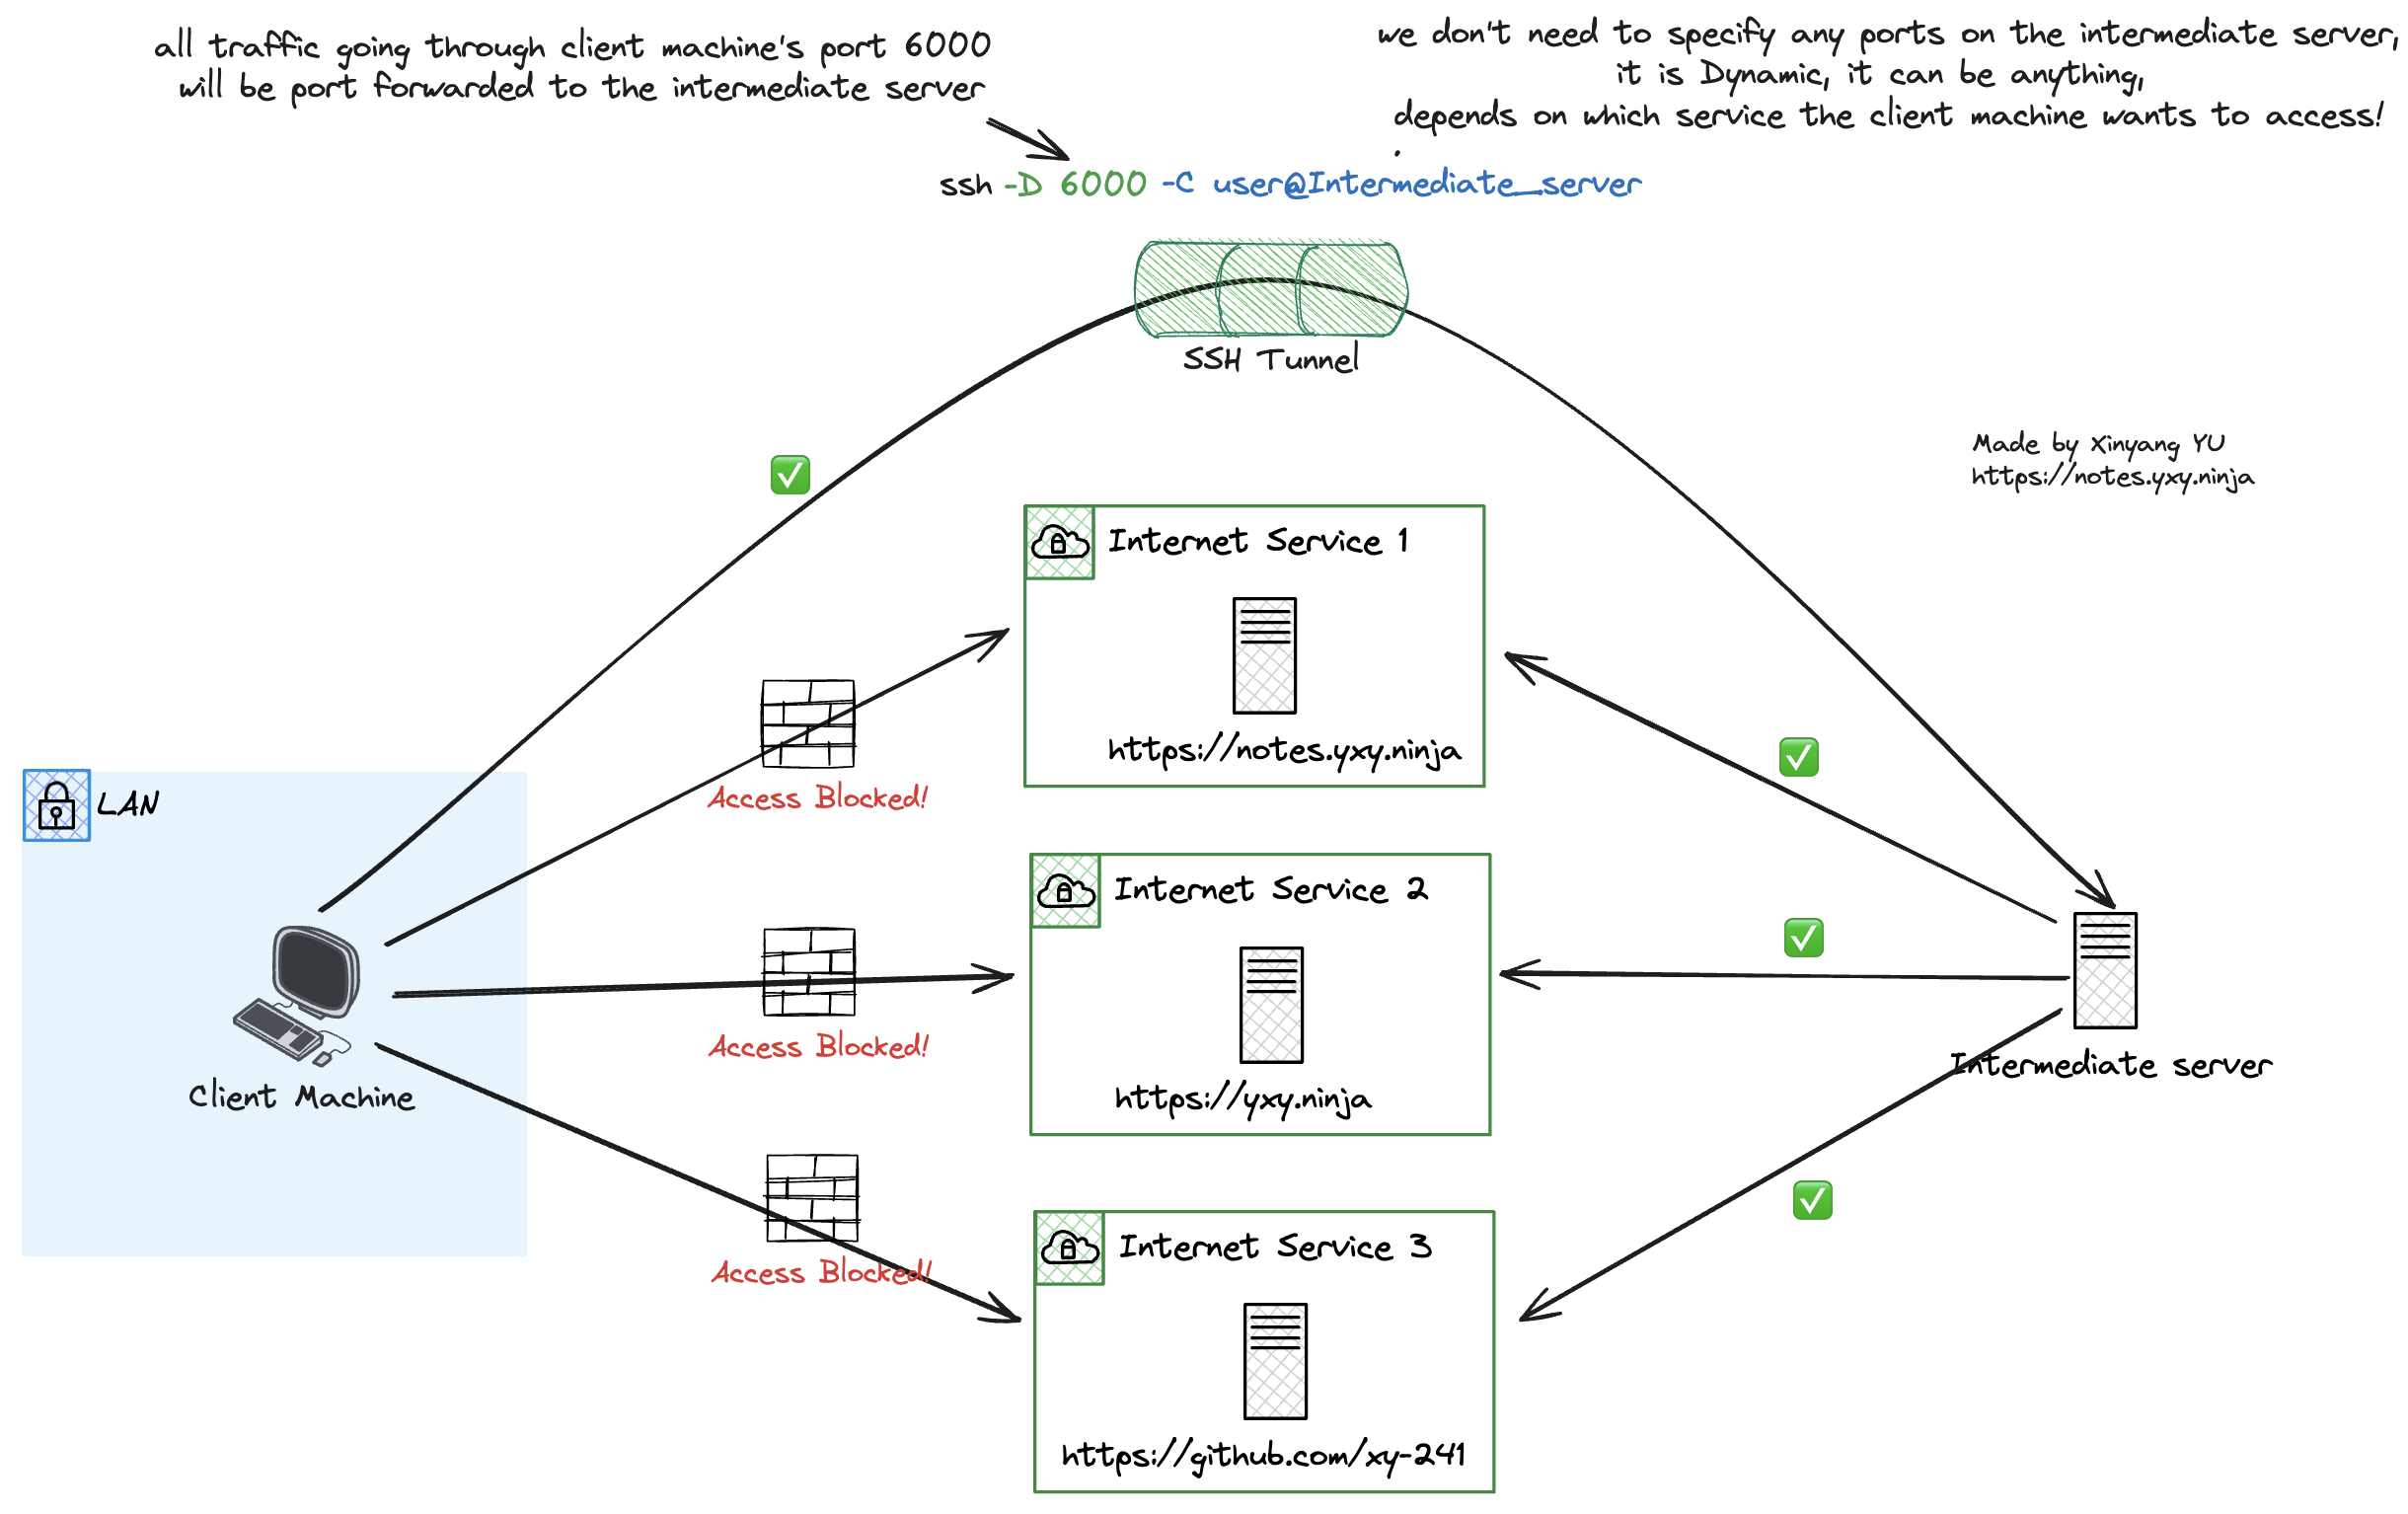 all traffic going through client machine's port 6000
will be port forwarded to the intermediate server
we don't need to specify any ports on the intermediate server,
it is Dynamic, it can be anything,
depends on which service the client machine wants to access!
ssh -D 6000 -C user@Intermediate_server
SSH Tunnel
Made by Xinyang YU
https://notes.yxy.ninja
Internet Service 1
https://notes.yxy.ninja
Access Blocked!
LAN
Internet Service 2
https://yxy.ninja
Access Blocked!
Client Machine
Intermediate server
Internet Service 3
https://github.com/xy-241
Access Blocked!